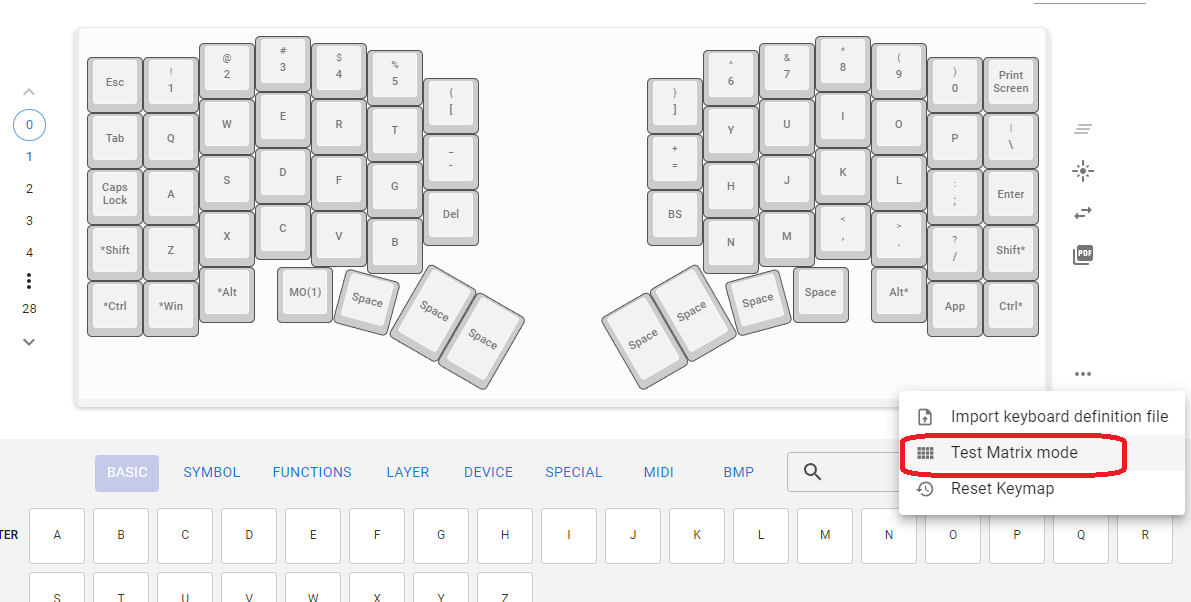 Esc ! 1 @ 2 # 3 $ 4 % 5 { [ } ] ^ 6 & 7 * 8 ( 9 ) 0 Print Screen
0
Tab Q W E R T _ - + = Y U I O P | \
1
2
Caps Lock A S D F G Del BS H J K L : ; Enter
3
*Shift Z X C V B N M < , > . ? / Shift*
4
*Ctrl *Win *Alt MO(1) Space Space Space Space Space Space Space Alt* App Ctrl*
28
PDF
Import keyboard definition file
Test Matrix mode
Reset Keymap
BASIC SYMBOL FUNCTIONS LAYER DEVICE SPECIAL MIDI BMP
TER A B C D E F G H I J K L M N O P Q R
S T U V W X Y Z